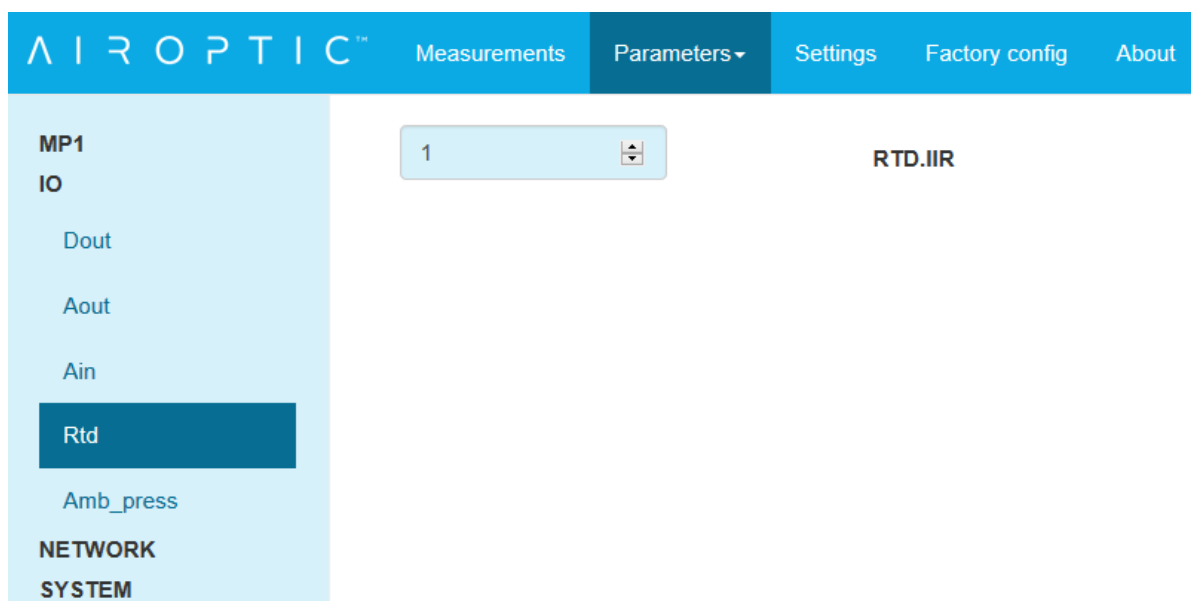 AIROPTIC™ Measurements Parameters Settings Factory config About
MP1
1 RTD.IIR
IO
Dout
Aout
Ain
Rtd
Amb_press
NETWORK
SYSTEM